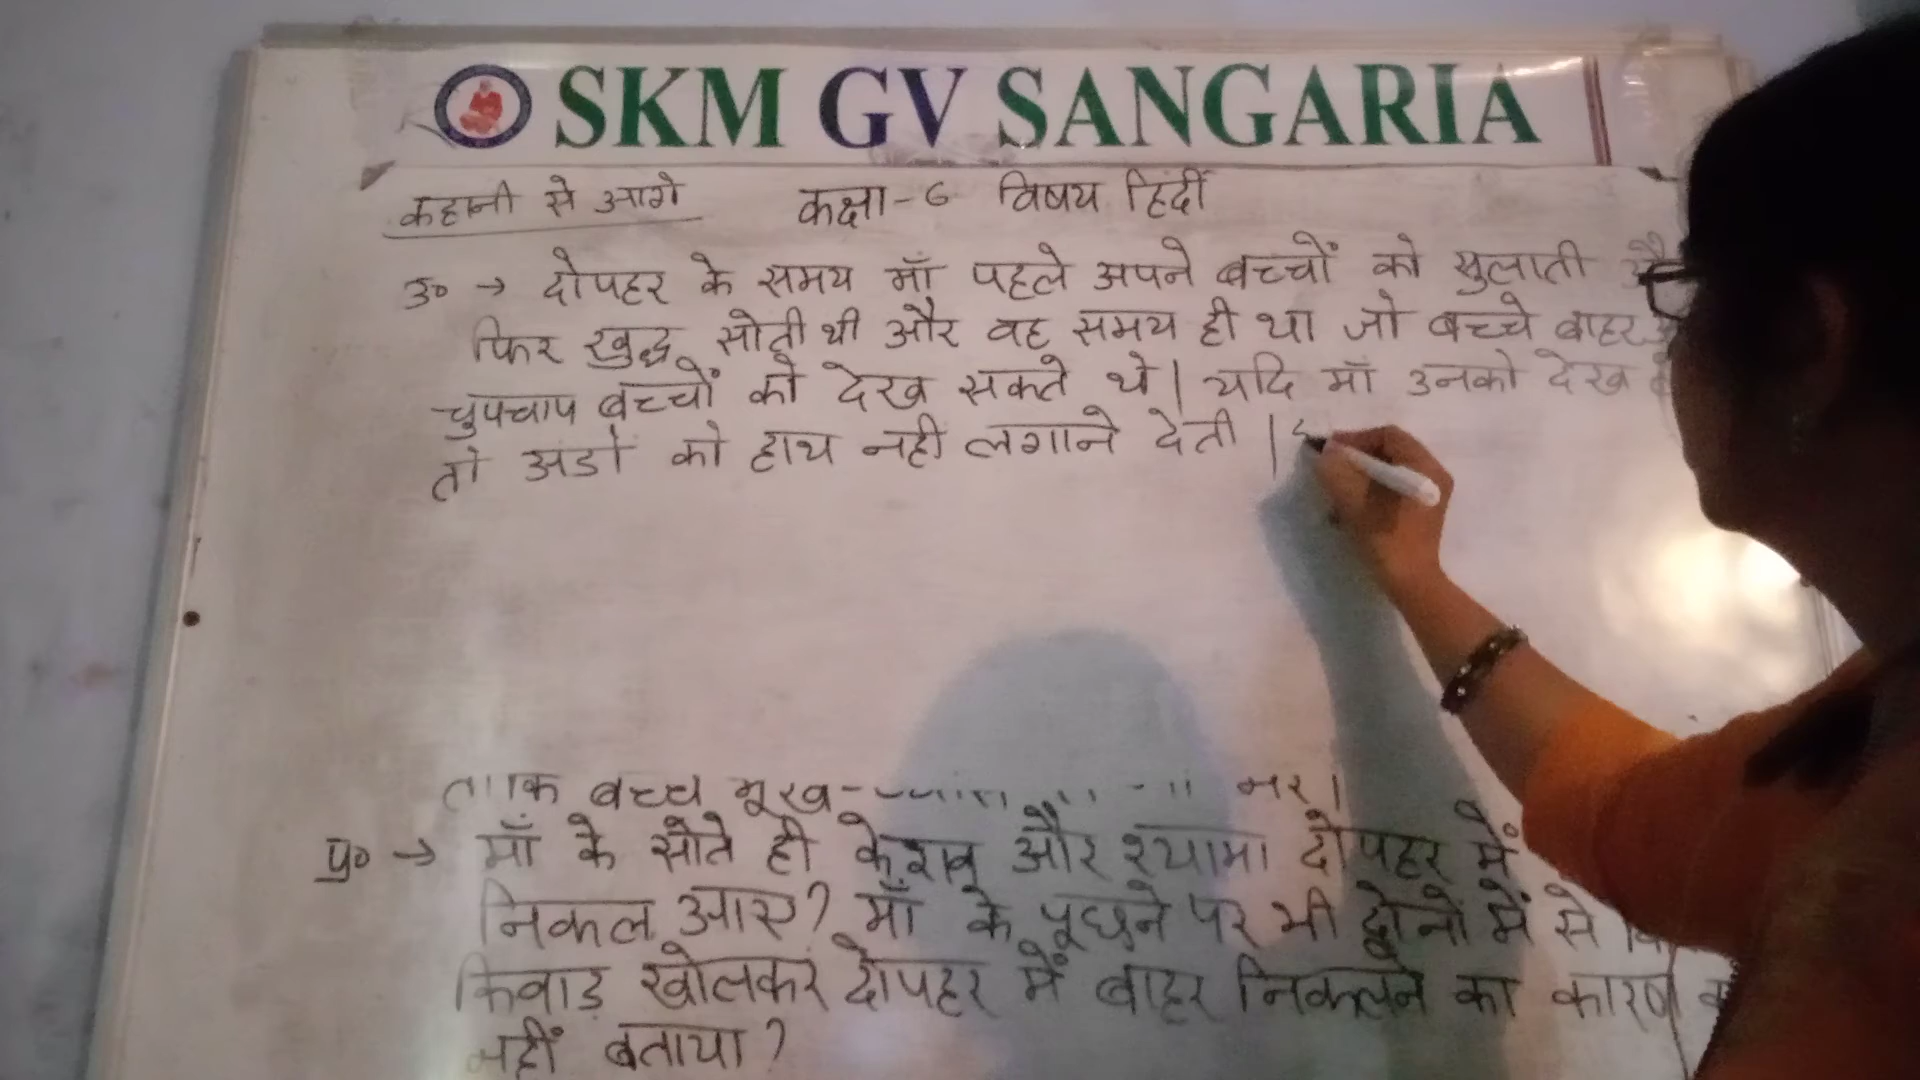 SKM GV SANGARIA
कहानी से आगे कक्षा-6 विषय हिंदी
उ० → दोपहर के समय माँ पहले अपने बच्चों को सुलाती
फिर खुद्ध सोती थी और वह समय ही था जो बच्चे बाहर
चुपचाप बच्चों को देख सकते थे। यदि माँ उनको देख
तो अंडो को हाथ नही लगाने देती।
बच्चे भूख-
प्र० → माँ के सोते ही केशव और श्यामा दोपहर में
निकल आए? माँ के पूछने पर भी दोनों में से
किवाड़ खोलकर दोपहर में बाहर निकलने का कारण
नहीं बताया?